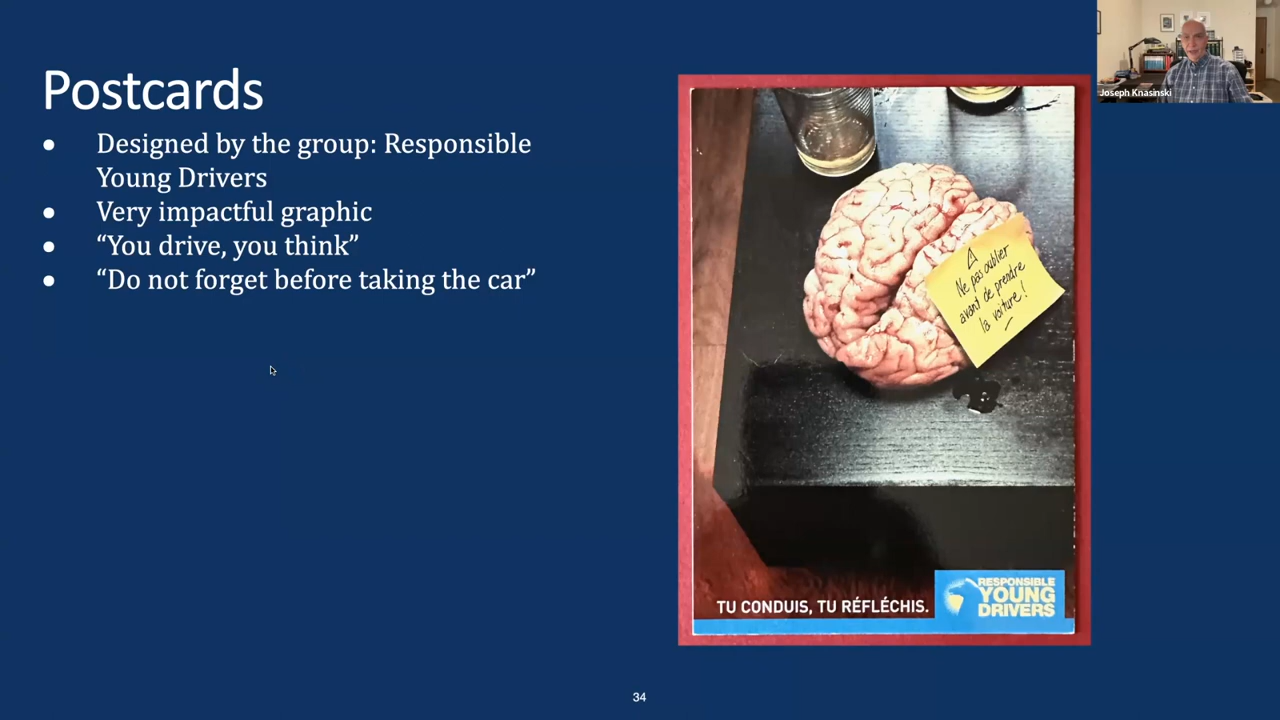 Postcards
● Designed by the group: Responsible
Young Drivers
● Very impactful graphic
● “You drive, you think”
● “Do not forget before taking the car”
Ne pas oublier
avant de prendre
la voiture!
TU CONDUIS, TU RÉFLÉCHIS.
RESPONSIBLE
YOUNG
DRIVERS
Joseph Knasinski
34